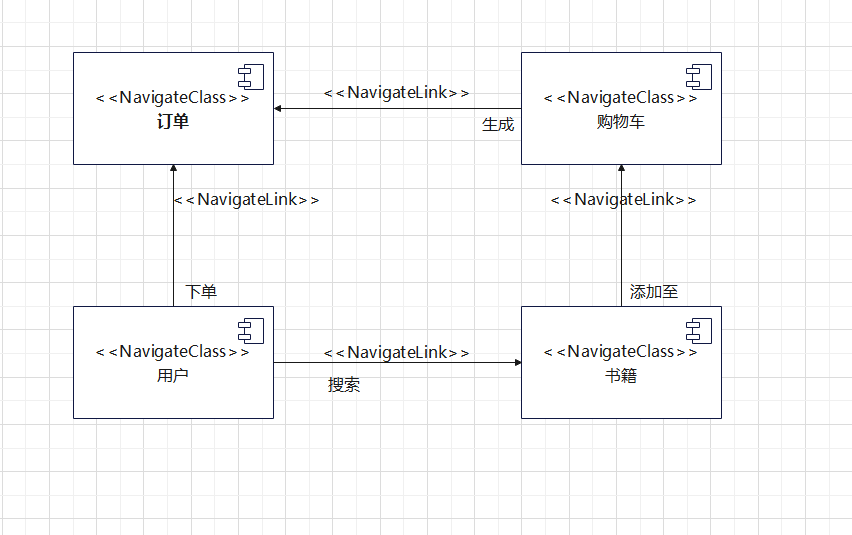 <<NavigateClass>>
订单
<<NavigateLink>>
生成
<<NavigateClass>>
购物车
<<NavigateLink>>
下单
<<NavigateLink>>
添加至
<<NavigateClass>>
用户
<<NavigateLink>>
搜索
<<NavigateClass>>
书籍